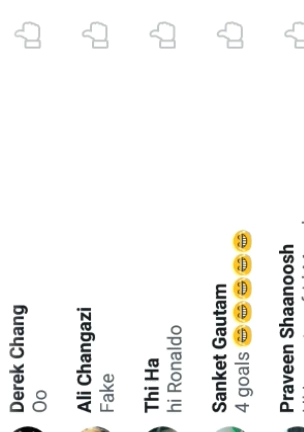 Derek Chang
Oo
Ali Changazi
Fake
Thi Ha
hi Ronaldo
Sanket Gautam
4 goals 😁😁😁😁😁
Praveen Shaanoosh